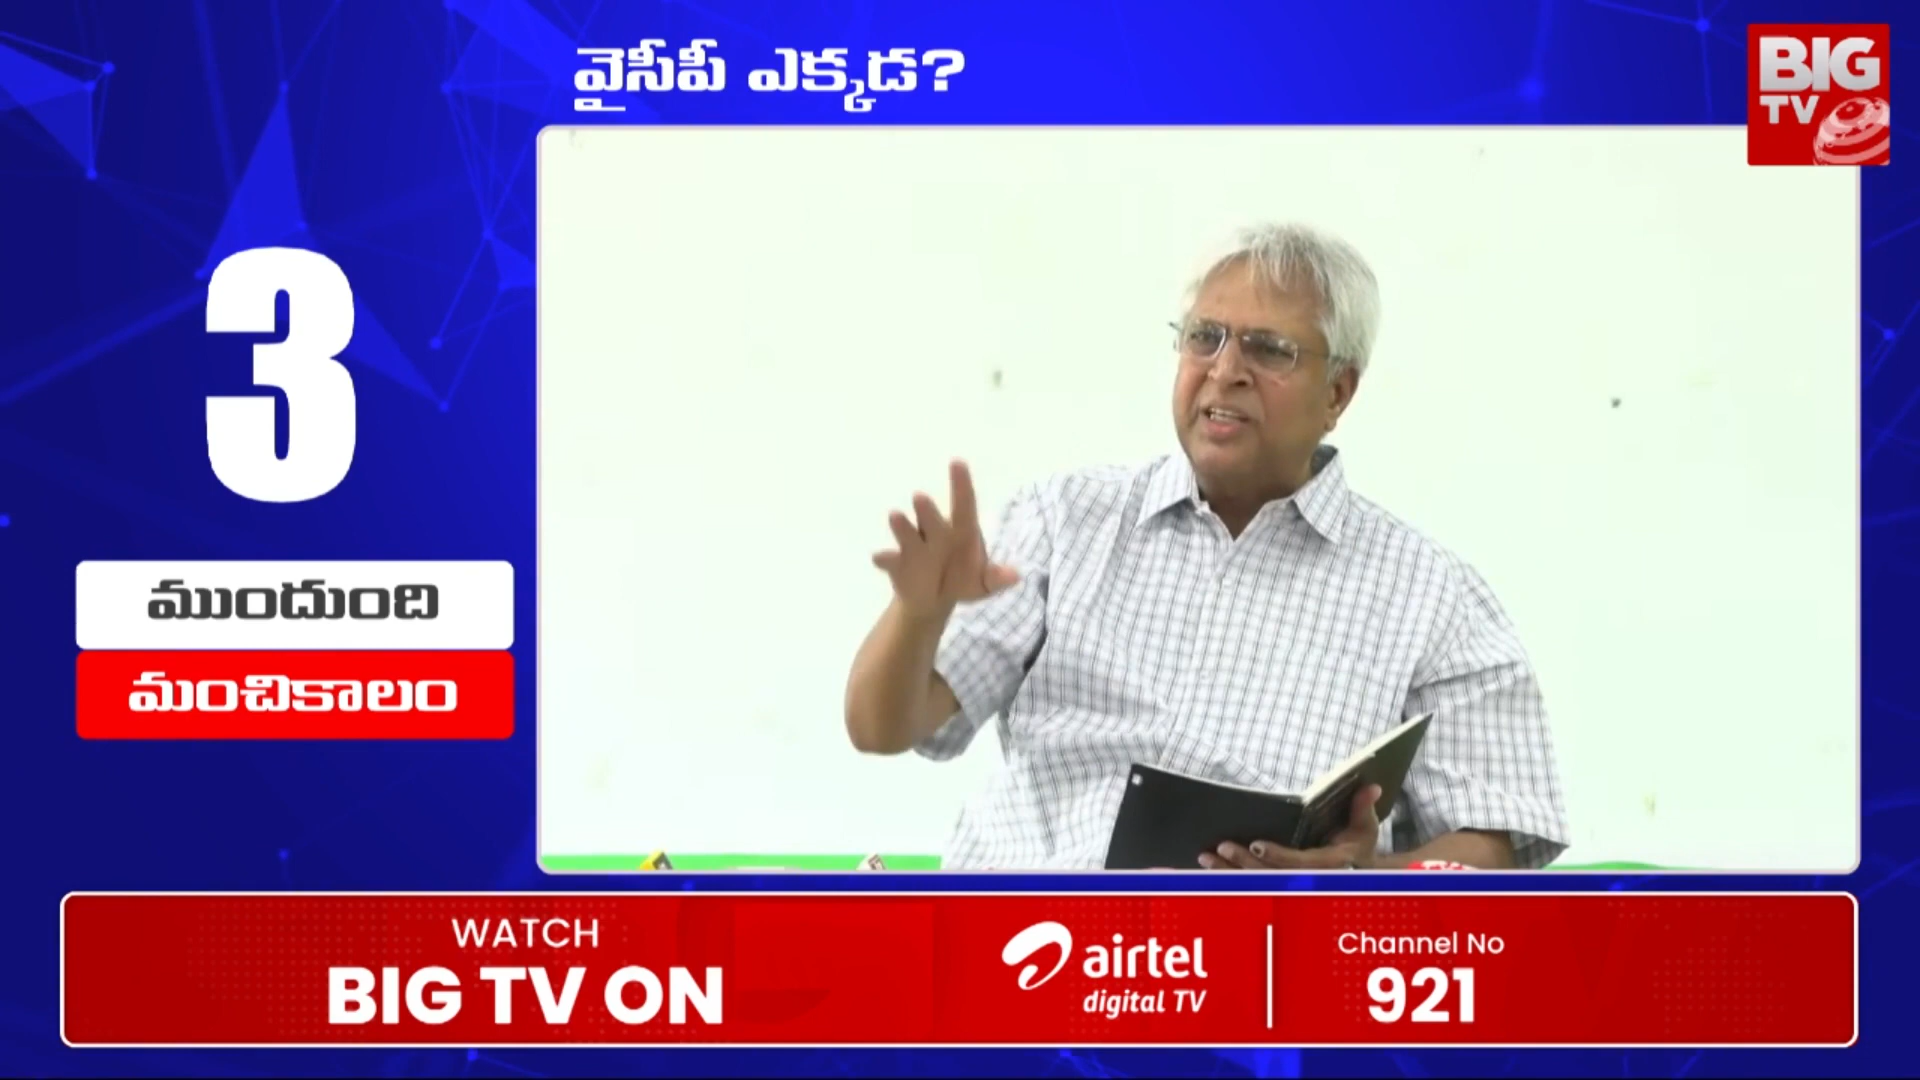 వైసీపీ ఎక్కడ?
BIG
TV
3
ముందుంది
మంచికాలం
WATCH
BIG TV ON
airtel
digital TV
Channel No
921